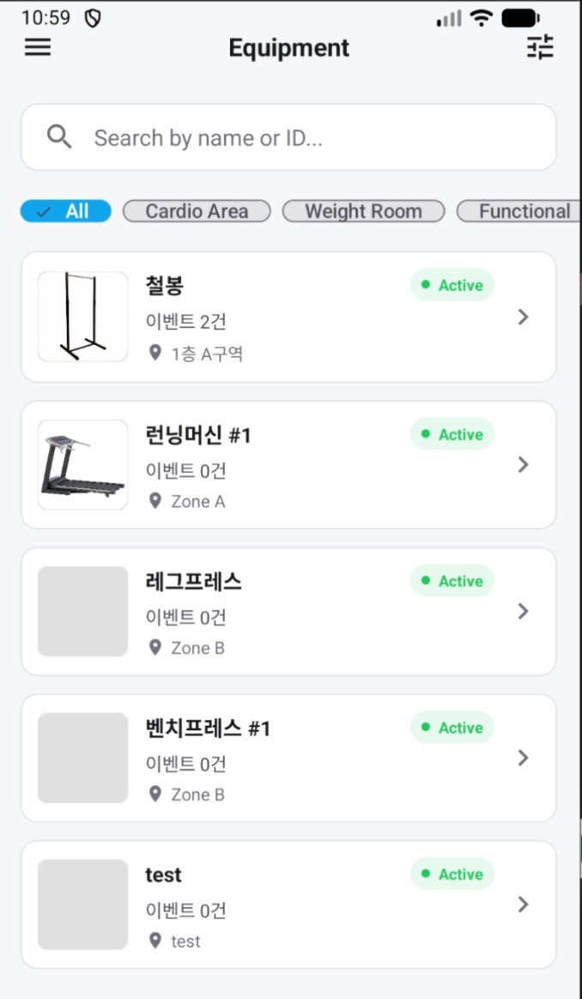 10:59
Equipment
Search by name or ID...
All Cardio Area Weight Room Functional
철봉 Active
이벤트 2건
1층 A구역
런닝머신 #1 Active
이벤트 0건
Zone A
레그프레스 Active
이벤트 0건
Zone B
벤치프레스 #1 Active
이벤트 0건
Zone B
test Active
이벤트 0건
test